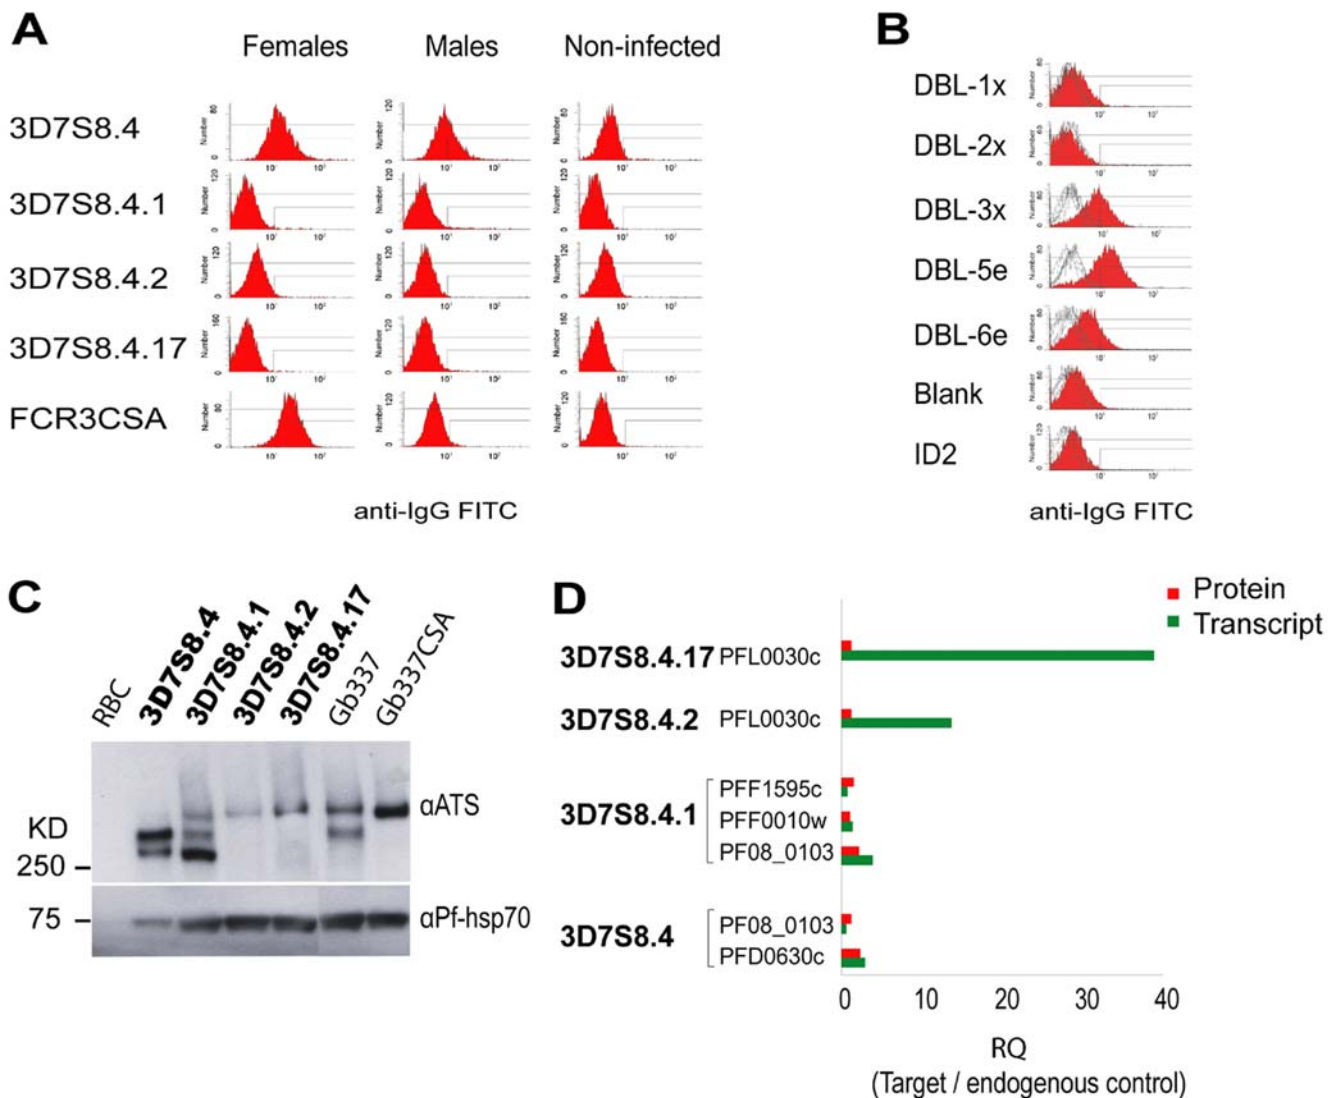 A
Females Males Non-infected
3D7S8.4
3D7S8.4.1
3D7S8.4.2
3D7S8.4.17
FCR3CSA
anti-IgG FITC
B
DBL-1x
DBL-2x
DBL-3x
DBL-5e
DBL-6e
Blank
ID2
anti-IgG FITC
C
RBC
3D7S8.4
3D7S8.4.1
3D7S8.4.2
3D7S8.4.17
Gb337
Gb337CSA
αATS
KD
250
75
αPf-hsp70
D
Protein
Transcript
3D7S8.4.17 PFL0030c
3D7S8.4.2 PFL0030c
3D7S8.4.1
PFF1595c
PFF0010w
PF08_0103
3D7S8.4
PF08_0103
PFD0630c
0 10 20 30 40
RQ
(Target / endogenous control)